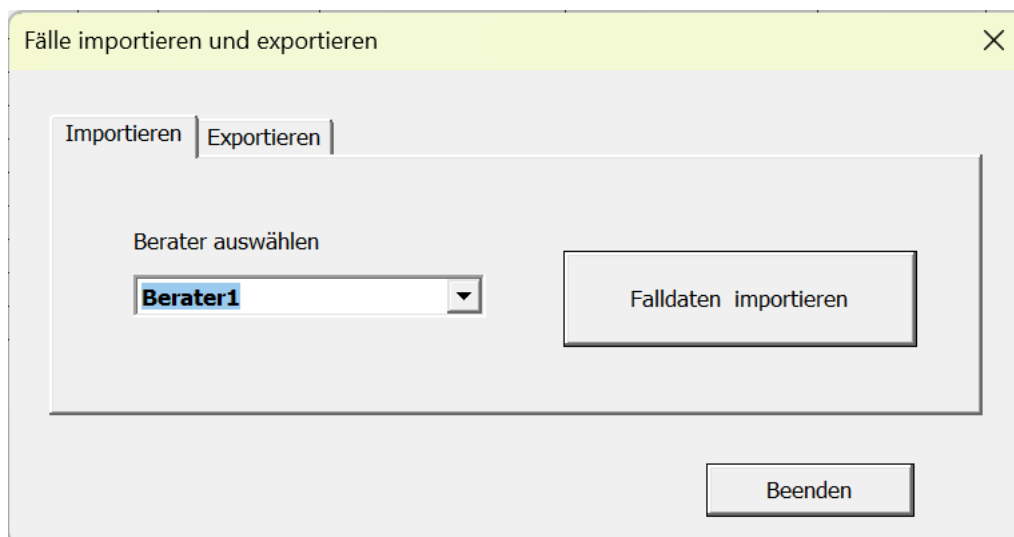 Fälle importieren und exportieren
Importieren Exportieren
Berater auswählen
Berater1
Falldaten importieren
Beenden